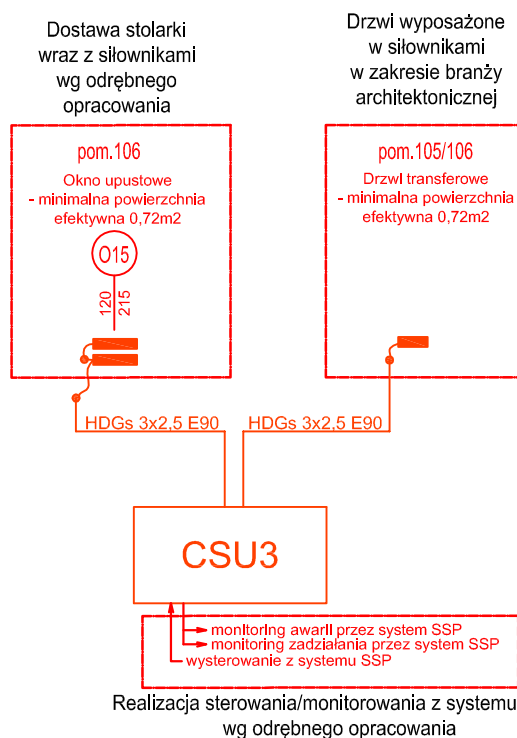 Dostawa stolarki
wraz z siłownikami
wg odrębnego
opracowania
Drzwi wyposażone
w siłownikami
w zakresie branży
architektonicznej
pom.106
Okno upustowe
- minimalna powierzchnia
efektywna 0,72m2
O15
120
215
pom.105/106
Drzwi transferowe
- minimalna powierzchnia
efektywna 0,72m2
HDGs 3x2,5 E90
HDGs 3x2,5 E90
CSU3
monitoring awarii przez system SSP
monitoring zadziałania przez system SSP
wysterowanie z systemu SSP
Realizacja sterowania/monitorowania z systemu
wg odrębnego opracowania